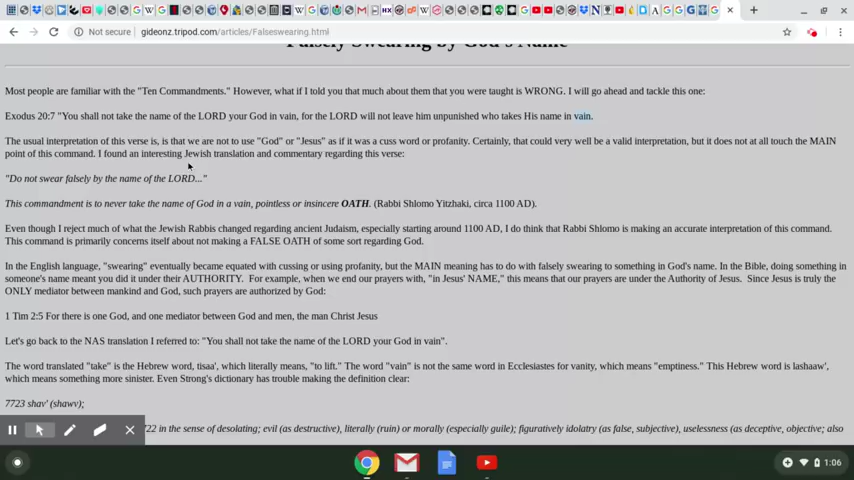 Not secure
gideonz.tripod.com/articles/Falseswearing.html
Falsely Swearing by God's Name
Most people are familiar with the "Ten Commandments." However, what if I told you that much about them that you were taught is WRONG. I will go ahead and tackle this one:
Exodus 20:7 "You shall not take the name of the LORD your God in vain, for the LORD will not leave him unpunished who takes His name in vain.
The usual interpretation of this verse is, is that we are not to use "God" or "Jesus" as if it was a cuss word or profanity. Certainly, that could very well be a valid interpretation, but it does not at all touch the MAIN
point of this command. I found an interesting Jewish translation and commentary regarding this verse:
"Do not swear falsely by the name of the LORD..."
This commandment is to never take the name of God in a vain, pointless or insincere OATH. (Rabbi Shlomo Yitzhaki, circa 1100 AD).
Even though I reject much of what the Jewish Rabbis changed regarding ancient Judaism, especially starting around 1100 AD, I do think that Rabbi Shlomo is making an accurate interpretation of this command.
This command is primarily concerns itself about not making a FALSE OATH of some sort regarding God.
In the English language, "swearing" eventually became equated with cussing or using profanity, but the MAIN meaning has to do with falsely swearing to something in God's name. In the Bible, doing something in
someone's name meant you did it under their AUTHORITY. For example, when we end our prayers with, "in Jesus' NAME," this means that our prayers are under the Authority of Jesus. Since Jesus is truly the
ONLY mediator between mankind and God, such prayers are authorized by God:
1 Tim 2:5 For there is one God, and one mediator between God and men, the man Christ Jesus
Let's go back to the NAS translation I referred to: "You shall not take the name of the LORD your God in vain".
The word translated "take" is the Hebrew word, tisaa', which literally means, "to lift." The word "vain" is not the same word in Ecclesiastes for vanity, which means "emptiness." This Hebrew word is lashaaw',
which means something more sinister. Even Strong's dictionary has trouble making the definition clear:
7723 shav' (shawv);
722 in the sense of desolating; evil (as destructive), literally (ruin) or morally (especially guile); figuratively idolatry (as false, subjective), uselessness (as deceptive, objective; also
1:06